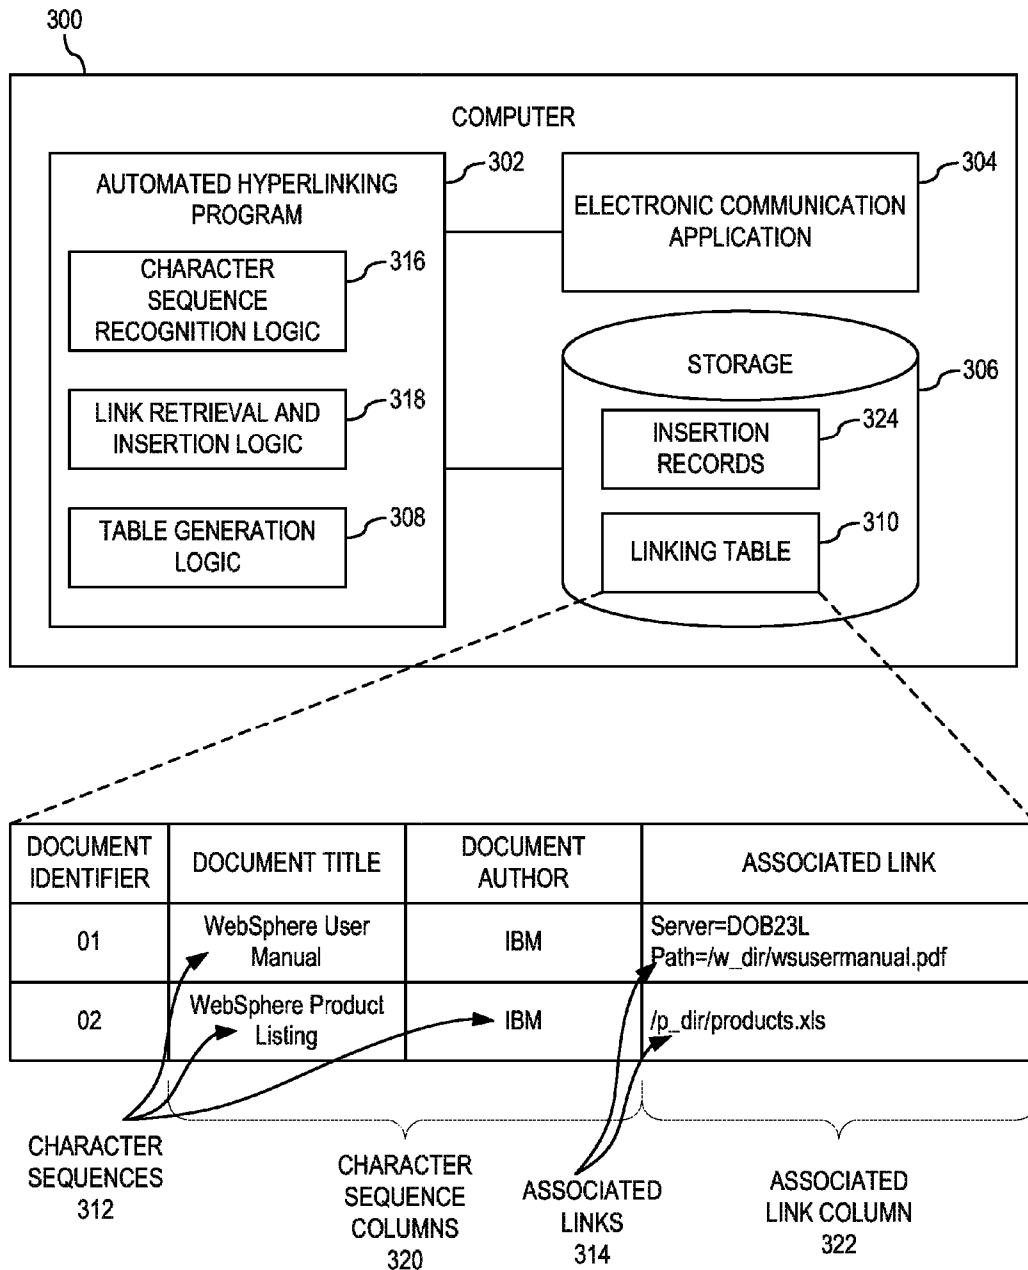 300
COMPUTER
302
AUTOMATED HYPERLINKING
PROGRAM
304
ELECTRONIC COMMUNICATION
APPLICATION
316
CHARACTER
SEQUENCE
RECOGNITION LOGIC
318
LINK RETRIEVAL AND
INSERTION LOGIC
308
TABLE GENERATION
LOGIC
STORAGE
306
324
INSERTION
RECORDS
310
LINKING TABLE
DOCUMENT
IDENTIFIER
DOCUMENT TITLE
DOCUMENT
AUTHOR
ASSOCIATED LINK
01
WebSphere User
Manual
IBM
Server=DOB23L
Path=/w_dir/wsusermanual.pdf
02
WebSphere Product
Listing
IBM
/p_dir/products.xls
CHARACTER
SEQUENCES
312
CHARACTER
SEQUENCE
COLUMNS
320
ASSOCIATED
LINKS
314
ASSOCIATED
LINK COLUMN
322